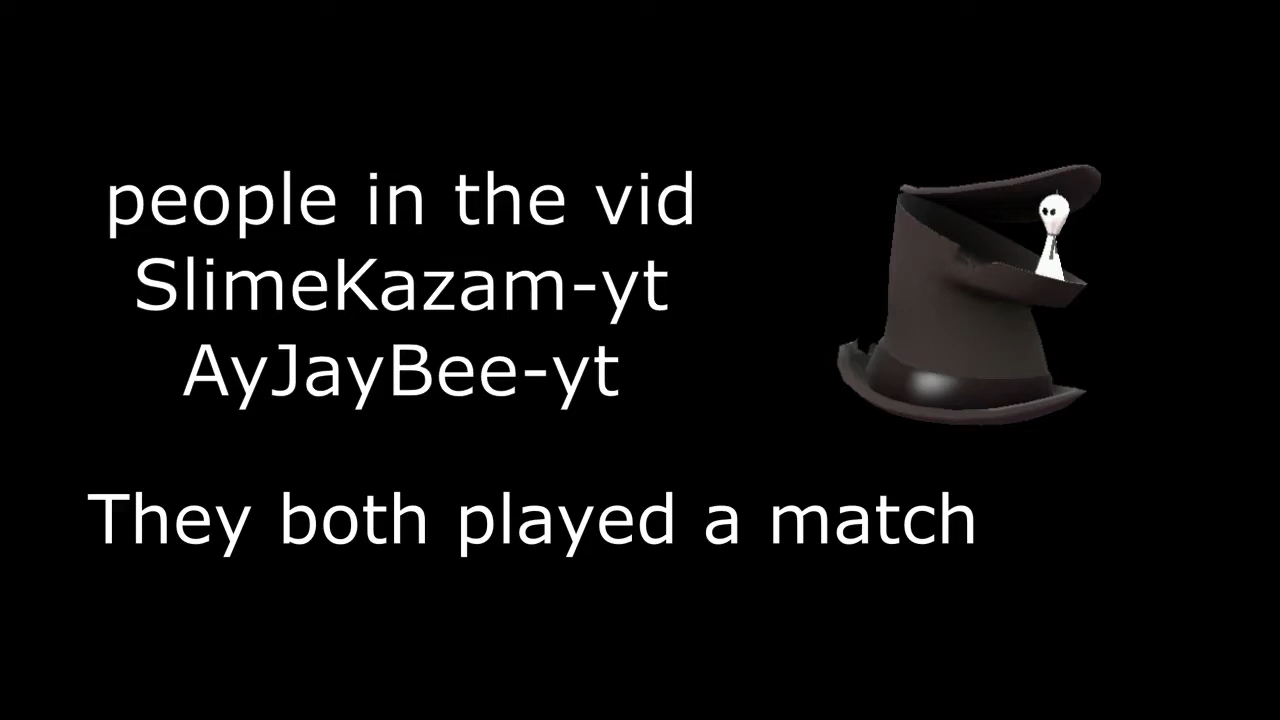 people in the vid
SlimeKazam-yt
AyJayBee-yt
They both played a match